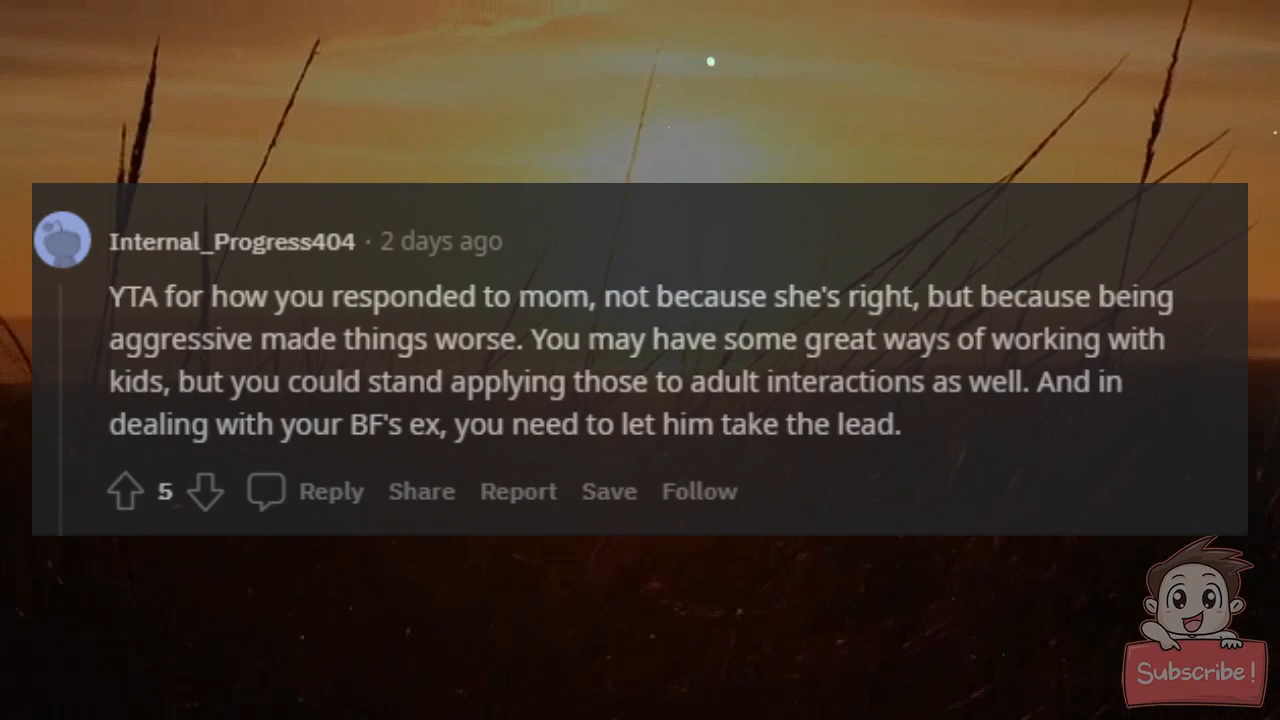 Internal_Progress404 · 2 days ago
YTA for how you responded to mom, not because she's right, but because being
aggressive made things worse. You may have some great ways of working with
kids, but you could stand applying those to adult interactions as well. And in
dealing with your BF's ex, you need to let him take the lead.
5 Reply Share Report Save Follow
Subscribe!